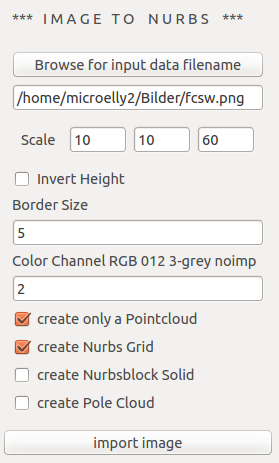 *** IMAGE TO NURBS ***
Browse for input data filename
/home/microelly2/Bilder/fcsw.png
Scale 10 10 60
Invert Height
Border Size
5
Color Channel RGB 012 3-grey noimp
2
create only a Pointcloud
create Nurbs Grid
create Nurbsblock Solid
create Pole Cloud
import image